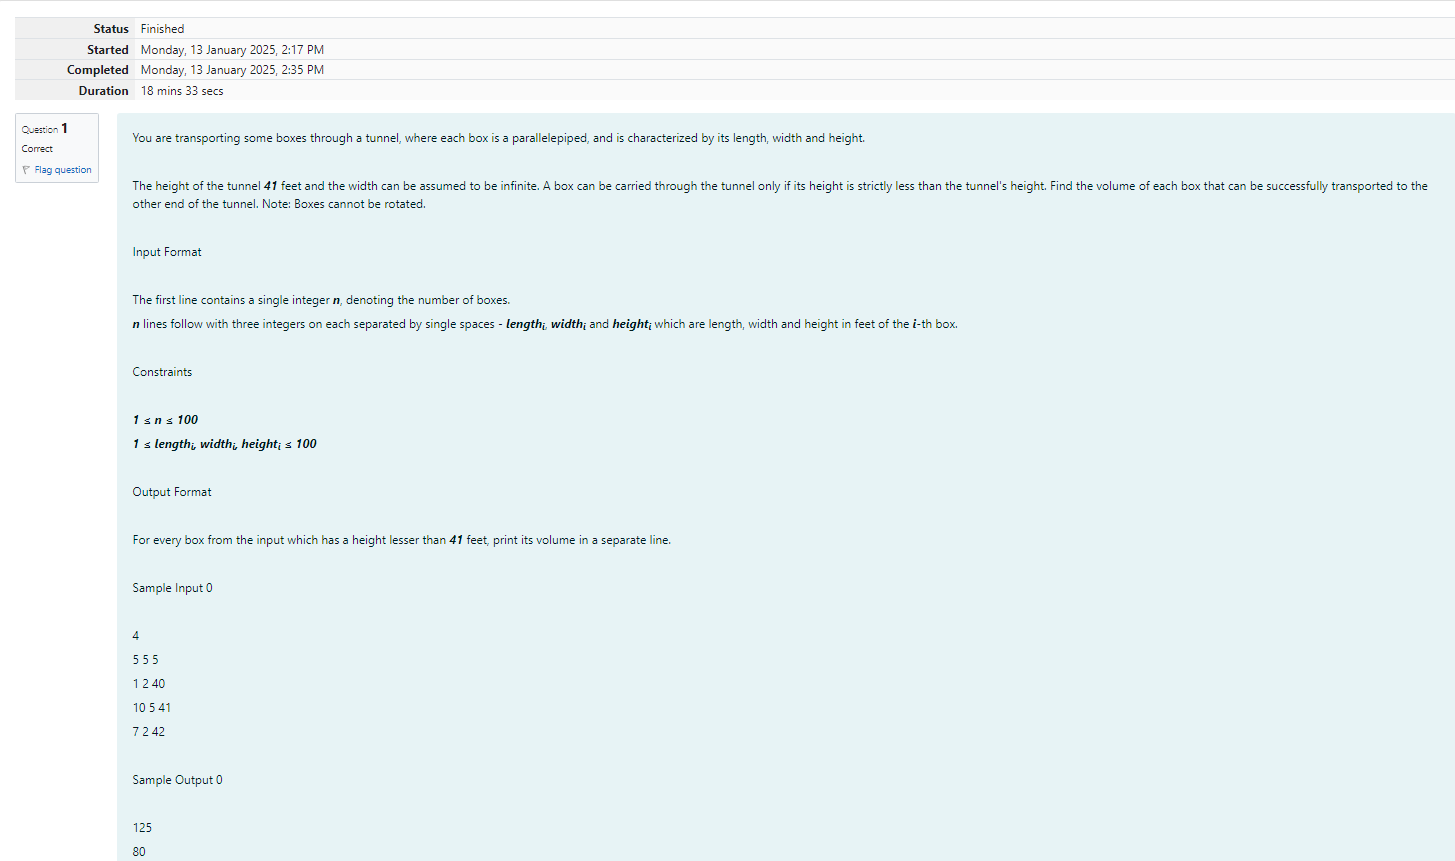 Status Finished
Started Monday, 13 January 2025, 2:17 PM
Completed Monday, 13 January 2025, 2:35 PM
Duration 18 mins 33 secs
Question 1
Correct
Flag question
You are transporting some boxes through a tunnel, where each box is a parallelepiped, and is characterized by its length, width and height.
The height of the tunnel 41 feet and the width can be assumed to be infinite. A box can be carried through the tunnel only if its height is strictly less than the tunnel's height. Find the volume of each box that can be successfully transported to the
other end of the tunnel. Note: Boxes cannot be rotated.
Input Format
The first line contains a single integer n, denoting the number of boxes.
n lines follow with three integers on each separated by single spaces - lengthi, widthi and heighti which are length, width and height in feet of the i-th box.
Constraints
1 ≤ n ≤ 100
1 ≤ lengthi, widthi, heighti ≤ 100
Output Format
For every box from the input which has a height lesser than 41 feet, print its volume in a separate line.
Sample Input 0
4
5 5 5
1 2 40
10 5 41
7 2 42
Sample Output 0
125
80